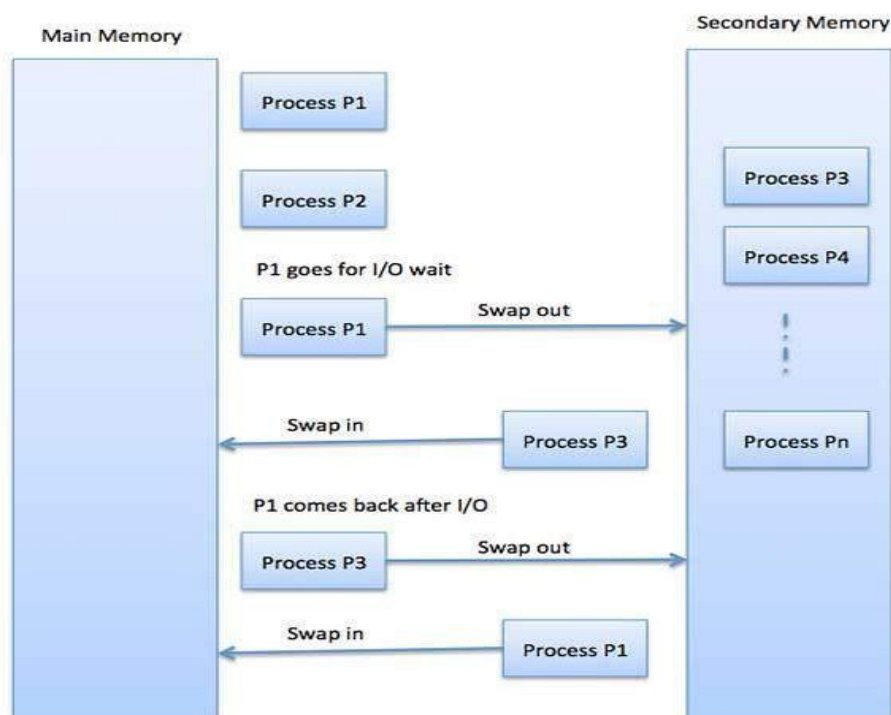 Main Memory
Secondary Memory
Process P1
Process P3
Process P2
Process P4
P1 goes for I/O wait
Process P1
Swap out
Swap in
Process P3
Process Pn
P1 comes back after I/O
Process P3
Swap out
Swap in
Process P1